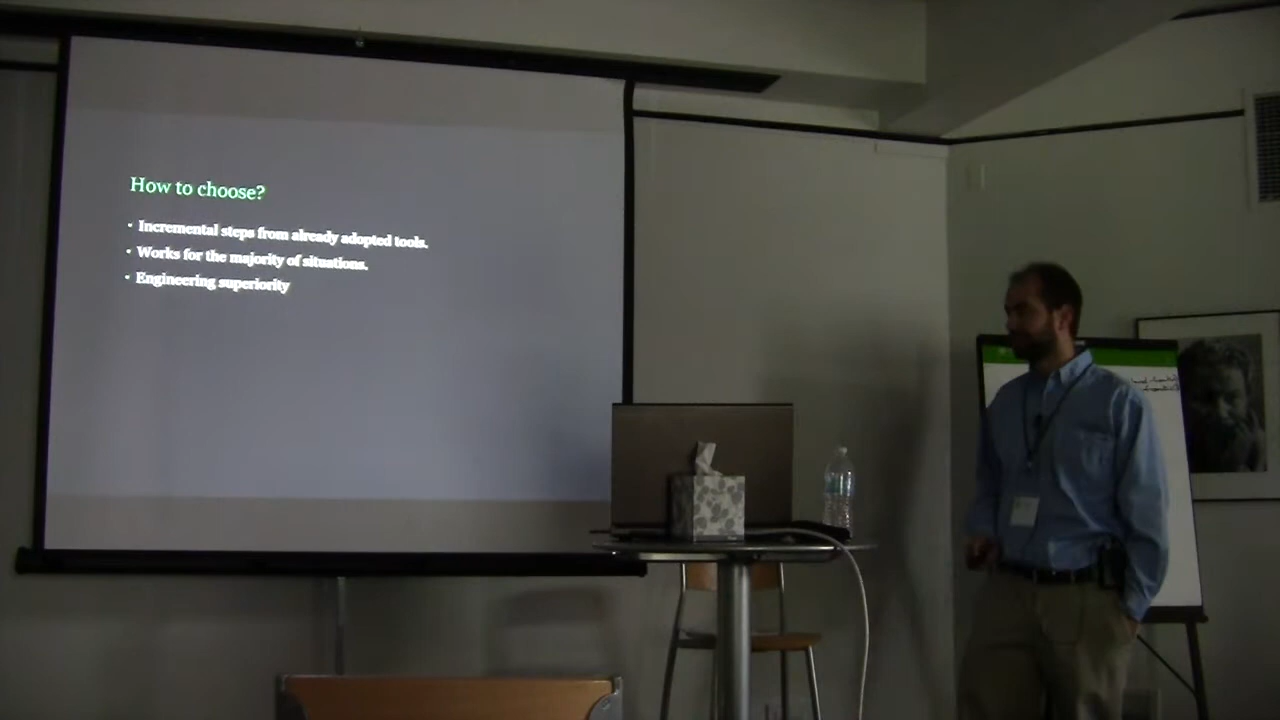 How to choose?
• Incremental steps from already adopted tools.
• Works for the majority of situations.
• Engineering superiority